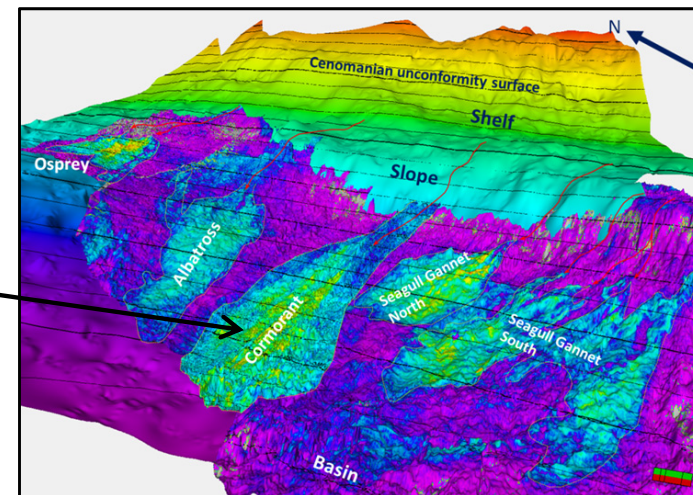 N
Cenomanian unconformity surface
Shelf
Slope
Osprey
Albatross
Cormorant
Seagull Gannet
North
Seagull Gannet
South
Basin